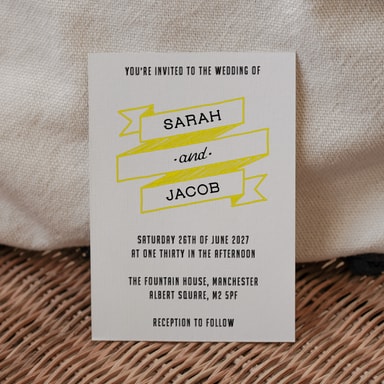 YOU'RE INVITED TO THE WEDDING OF
SARAH
·and·
JACOB
SATURDAY 26TH OF JUNE 2027
AT ONE THIRTY IN THE AFTERNOON
THE FOUNTAIN HOUSE, MANCHESTER
ALBERT SQUARE, M2 5PF
RECEPTION TO FOLLOW